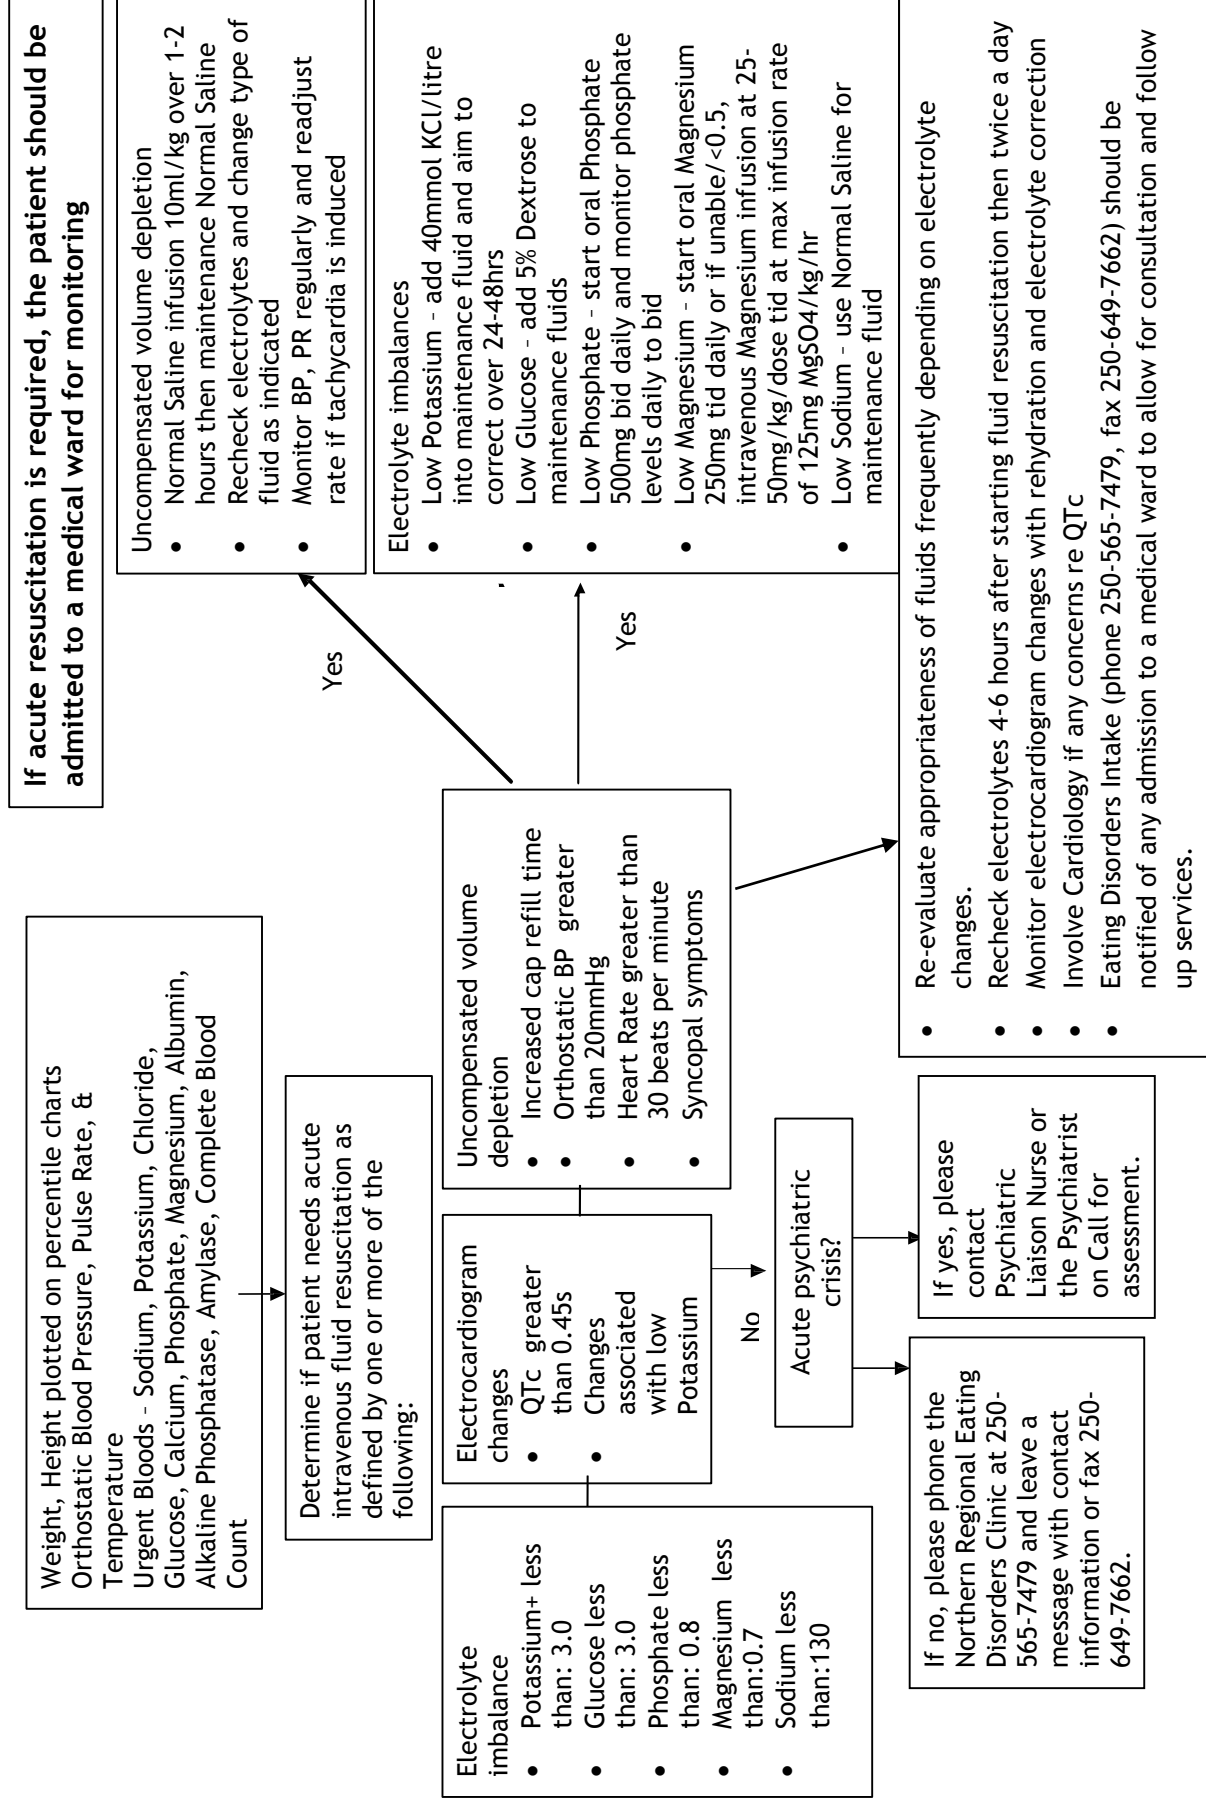 If acute resuscitation is required, the patient should be
admitted to a medical ward for monitoring
Weight, Height plotted on percentile charts
Orthostatic Blood Pressure, Pulse Rate, &
Temperature
Urgent Bloods - Sodium, Potassium, Chloride,
Glucose, Calcium, Phosphate, Magnesium, Albumin,
Alkaline Phosphatase, Amylase, Complete Blood
Count
Determine if patient needs acute
intravenous fluid resuscitation as
defined by one or more of the
following:
Electrolyte
imbalance
• Potassium+ less
than: 3.0
• Glucose less
than: 3.0
• Phosphate less
than: 0.8
• Magnesium less
than:0.7
• Sodium less
than:130
Electrocardiogram
changes
• QTc greater
than 0.45s
• Changes
associated
with low
Potassium
Uncompensated volume
depletion
• Increased cap refill time
• Orthostatic BP greater
than 20mmHg
• Heart Rate greater than
30 beats per minute
• Syncopal symptoms
Yes
Uncompensated volume depletion
• Normal Saline infusion 10ml/kg over 1-2
hours then maintenance Normal Saline
• Recheck electrolytes and change type of
fluid as indicated
• Monitor BP, PR regularly and readjust
rate if tachycardia is induced
Yes
Electrolyte imbalances
• Low Potassium - add 40mmol KCl/litre
into maintenance fluid and aim to
correct over 24-48hrs
• Low Glucose - add 5% Dextrose to
maintenance fluids
• Low Phosphate - start oral Phosphate
500mg bid daily and monitor phosphate
levels daily to bid
• Low Magnesium - start oral Magnesium
250mg tid daily or if unable/<0.5,
intravenous Magnesium infusion at 25-
50mg/kg/dose tid at max infusion rate
of 125mg MgSO4/kg/hr
• Low Sodium - use Normal Saline for
maintenance fluid
No
Acute psychiatric
crisis?
If no, please phone the
Northern Regional Eating
Disorders Clinic at 250-
565-7479 and leave a
message with contact
information or fax 250-
649-7662.
If yes, please
contact
Psychiatric
Liaison Nurse or
the Psychiatrist
on Call for
assessment.
• Re-evaluate appropriateness of fluids frequently depending on electrolyte
changes.
• Recheck electrolytes 4-6 hours after starting fluid resuscitation then twice a day
• Monitor electrocardiogram changes with rehydration and electrolyte correction
• Involve Cardiology if any concerns re QTc
• Eating Disorders Intake (phone 250-565-7479, fax 250-649-7662) should be
notified of any admission to a medical ward to allow for consultation and follow
up services.